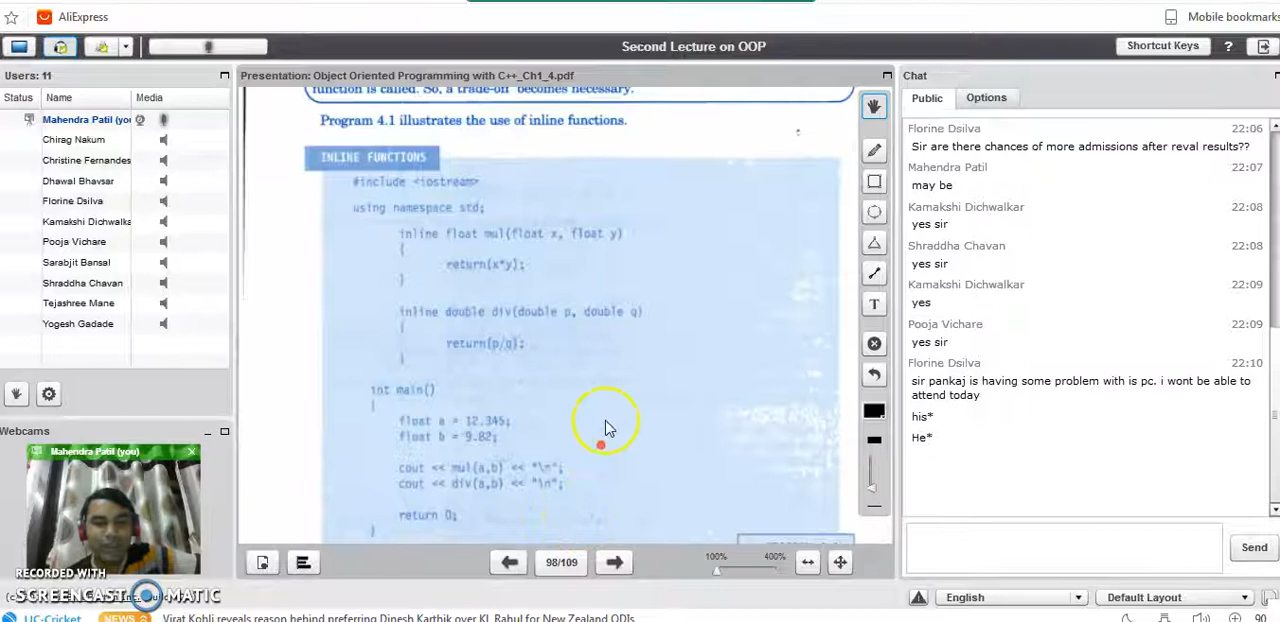 AliExpress
Mobile bookmarks
Second Lecture on OOP
Shortcut Keys
?
Users: 11
Status Name Media
Mahendra Patil (you)
Chirag Nakum
Christine Fernandes
Dhawal Bhavsar
Florine Dsilva
Kamakshi Dichwalka
Pooja Vichare
Sarabjit Bansal
Shraddha Chavan
Tejashree Mane
Yogesh Gadade
Webcams
Mahendra Patil (you)
RECORDED WITH
SCREENCAST MATIC
Presentation: Object Oriented Programming with C++_Ch1_4.pdf
function is called. So, a trade-off becomes necessary.
Program 4.1 illustrates the use of inline functions.
INLINE FUNCTIONS
#include <iostream>
using namespace std;
inline float mul(float x, float y)
{
return(x*y);
}
inline double div(double p, double q)
{
return(p/q);
}
int main()
{
float a = 12.345;
float b = 9.82;
cout << mul(a,b) << "\n";
cout << div(a,b) << "\n";
return 0;
}
98/109
100% 400%
T
Chat
Public Options
Florine Dsilva 22:06
Sir are there chances of more admissions after reval results??
Mahendra Patil 22:07
may be
Kamakshi Dichwalkar 22:08
yes sir
Shraddha Chavan 22:08
yes sir
Kamakshi Dichwalkar 22:09
yes
Pooja Vichare 22:09
yes sir
Florine Dsilva 22:10
sir pankaj is having some problem with is pc. i wont be able to
attend today
his*
He*
Send
English
Default Layout
UC-Cricket NEWS Virat Kohli reveals reason behind preferring Dinesh Karthik over KL Rahul for New Zealand ODIs
90